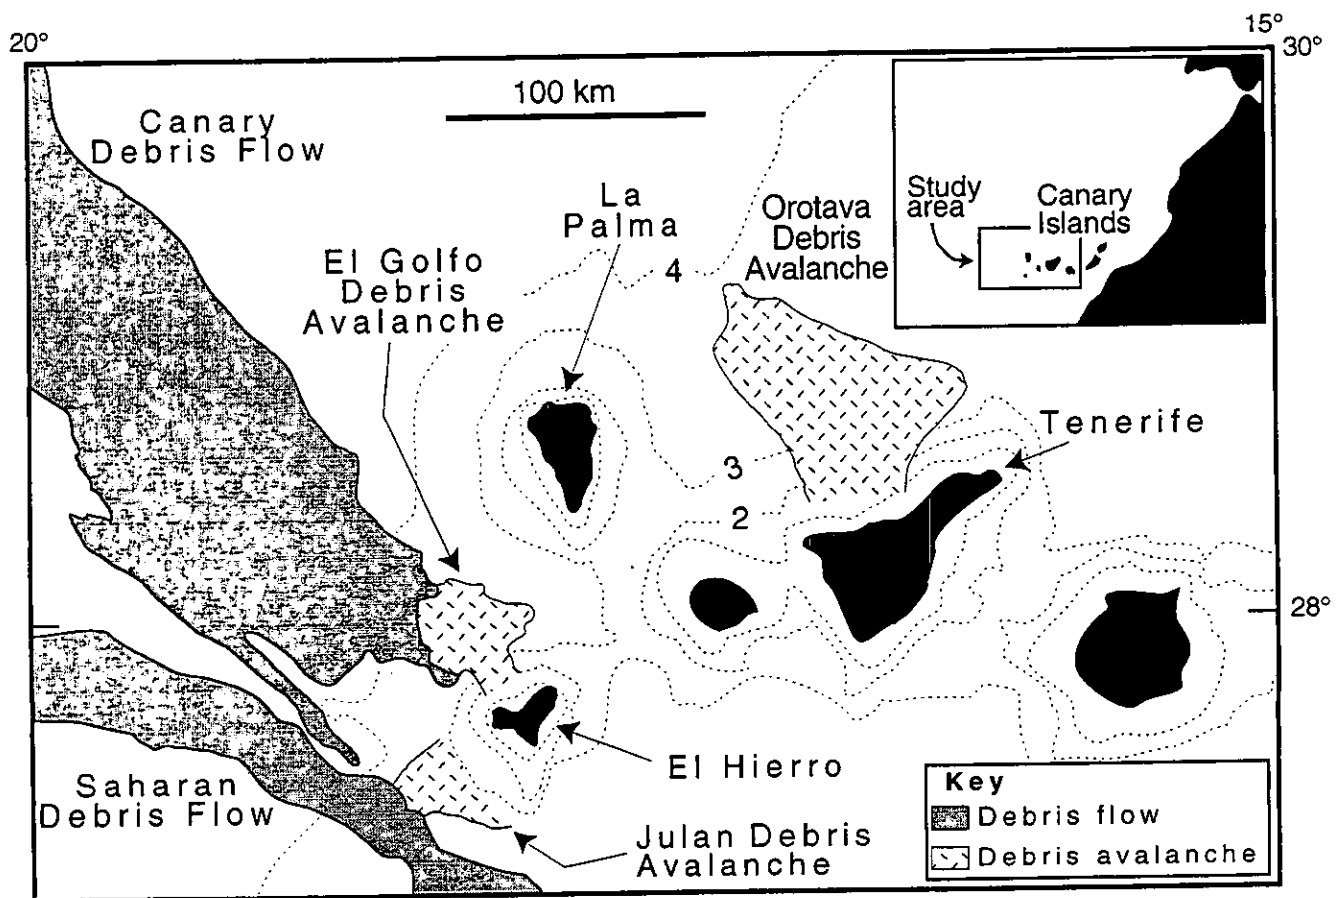 20°
15°
30°
100 km
Canary
Debris Flow
La
Palma
Orotava
Debris
Avalanche
Study
area
Canary
Islands
El Golfo
Debris
Avalanche
4
3
2
Tenerife
28°
El Hierro
Saharan
Debris Flow
Julan Debris
Avalanche
Key
Debris flow
Debris avalanche